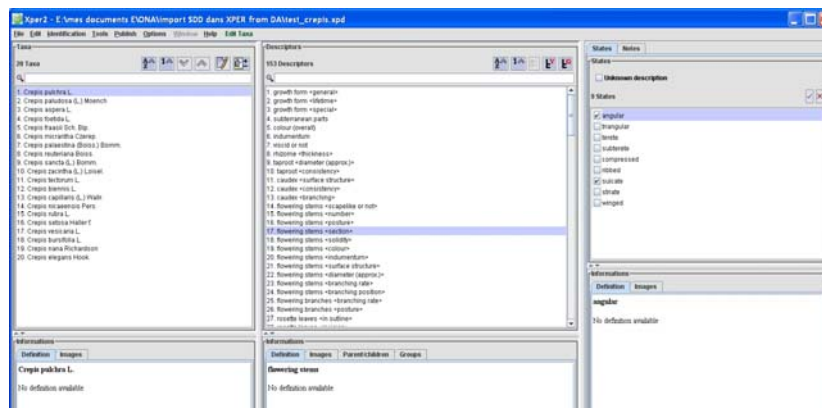 Xper2 - E:\mes documents E\DNA\import SDD dans XPER from DA\test_crepis.xpd
File Edit Identification Tools Publish Options Window Help Edit Taxa
Taxa
20 Taxa
1. Crepis pulchra L.
2. Crepis paludosa (L.) Moench
3. Crepis aspera L.
4. Crepis foetida L.
5. Crepis fraasii Sch. Bip.
6. Crepis micrantha Czerep.
7. Crepis palaestina (Boiss.) Bornm.
8. Crepis reuteriana Boiss.
9. Crepis sancta (L.) Bornm.
10. Crepis zacintha (L.) Loisel.
11. Crepis tectorum L.
12. Crepis biennis L.
13. Crepis capillaris (L.) Wallr.
14. Crepis nicaeensis Pers.
15. Crepis rubra L.
16. Crepis setosa Haller f.
17. Crepis vesicaria L.
18. Crepis bursifolia L.
19. Crepis nana Richardson
20. Crepis elegans Hook.
Informations
Definition Images
Crepis pulchra L.
No definition available
Descriptors
153 Descriptors
1. growth form <general>
2. growth form <lifetime>
3. growth form <special>
4. subterranean parts
5. colour (overall)
6. indumentum
7. viscid or not
8. rhizome <thickness>
9. taproot <diameter (approx.)>
10. taproot <consistency>
11. caudex <surface structure>
12. caudex <consistency>
13. caudex <branching>
14. flowering stems <scapelike or not>
15. flowering stems <number>
16. flowering stems <posture>
17. flowering stems <section>
18. flowering stems <solidity>
19. flowering stems <colour>
20. flowering stems <indumentum>
21. flowering stems <surface structure>
22. flowering stems <diameter (approx.)>
23. flowering stems <branching rate>
24. flowering stems <branching position>
25. flowering branches <branching rate>
26. flowering branches <posture>
27. rosette leaves <in outline>
Informations
Definition Images Parent/children Groups
flowering stems
No definition available
States Notes
States
Unknown description
9 States
angular
triangular
terete
subterete
compressed
ribbed
sulcate
striate
winged
Informations
Definition Images
angular
No definition available